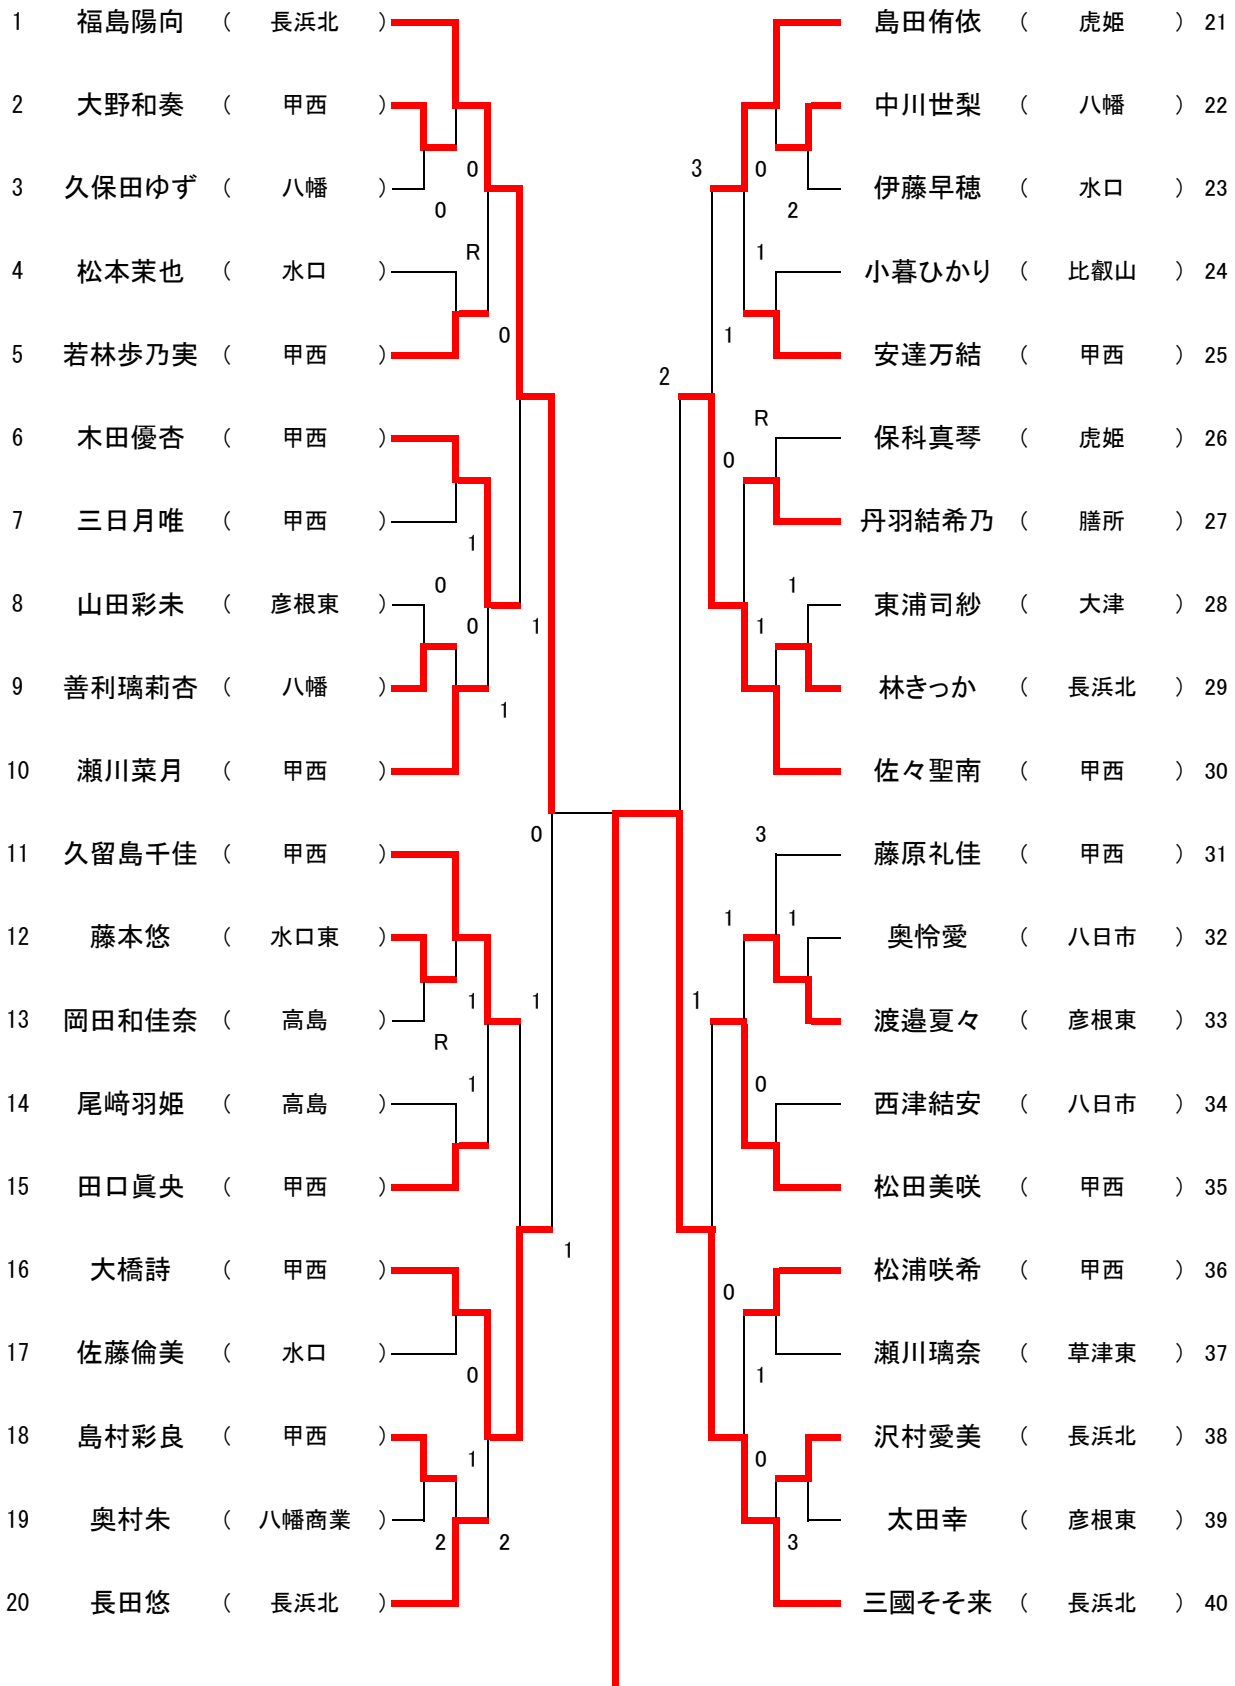 1 福島陽向 ( 長浜北 )
2 大野和奏 ( 甲西 )
0
3 久保田ゆず ( 八幡 )
0
R
4 松本茉也 ( 水口 )
0
5 若林歩乃実 ( 甲西 )
6 木田優杏 ( 甲西 )
7 三日月唯 ( 甲西 )
1
0
8 山田彩未 ( 彦根東 )
0 1
9 善利璃莉杏 ( 八幡 )
1
10 瀬川菜月 ( 甲西 )
0
11 久留島千佳 ( 甲西 )
12 藤本悠 ( 水口東 )
1 1
13 岡田和佳奈 ( 高島 )
R
1
14 尾﨑羽姫 ( 高島 )
15 田口眞央 ( 甲西 )
1
16 大橋詩 ( 甲西 )
17 佐藤倫美 ( 水口 )
0
18 島村彩良 ( 甲西 )
1
19 奥村朱 ( 八幡商業 )
2 2
20 長田悠 ( 長浜北 )
島田侑依 ( 虎姫 ) 21
中川世梨 ( 八幡 ) 22
3 0
伊藤早穂 ( 水口 ) 23
2
1
小暮ひかり ( 比叡山 ) 24
1
安達万結 ( 甲西 ) 25
2
R
保科真琴 ( 虎姫 ) 26
0
丹羽結希乃 ( 膳所 ) 27
1
東浦司紗 ( 大津 ) 28
1
林きっか ( 長浜北 ) 29
佐々聖南 ( 甲西 ) 30
3
藤原礼佳 ( 甲西 ) 31
1 1
奥怜愛 ( 八日市 ) 32
1
渡邉夏々 ( 彦根東 ) 33
0
西津結安 ( 八日市 ) 34
松田美咲 ( 甲西 ) 35
松浦咲希 ( 甲西 ) 36
0
瀬川璃奈 ( 草津東 ) 37
1
沢村愛美 ( 長浜北 ) 38
0
太田幸 ( 彦根東 ) 39
3
三國そそ来 ( 長浜北 ) 40